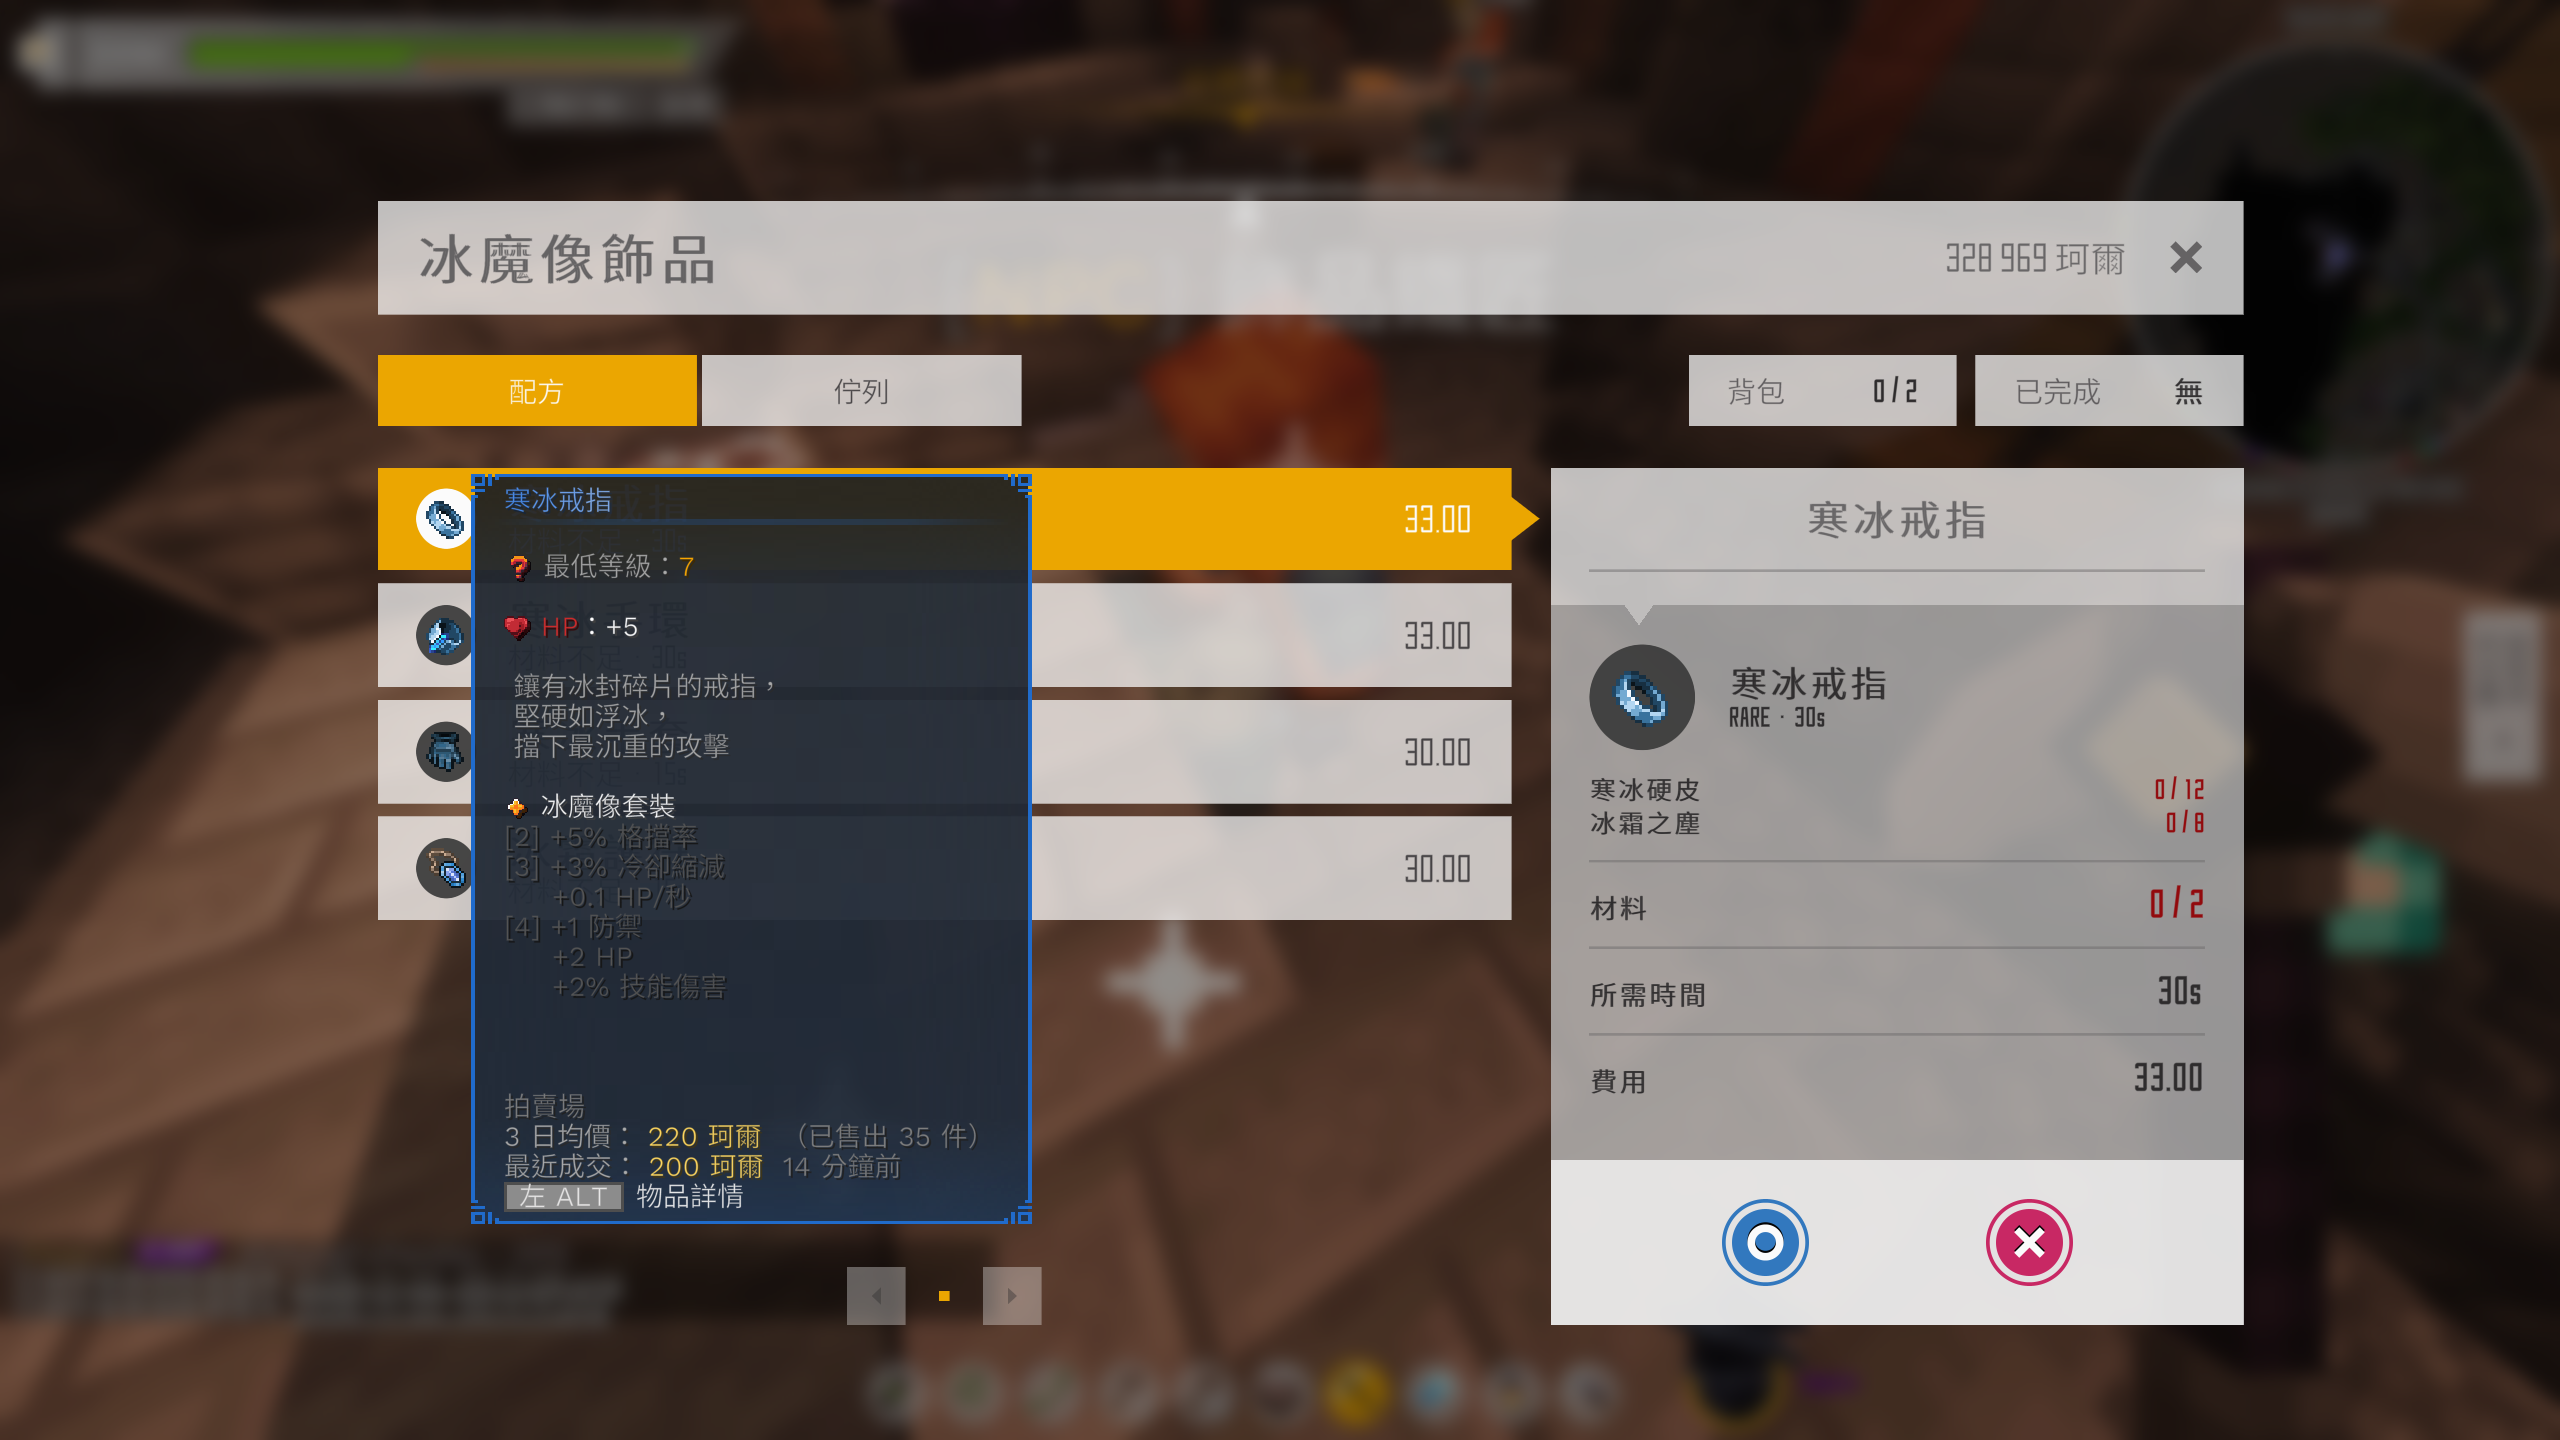 冰魔像飾品
328 969 珂爾
配方
佇列
背包 0/2
已完成 無
33.00
33.00
材料不足 30s
30.00
30.00
寒冰戒指
最低等級：7
HP：+5
鑲有冰封碎片的戒指，
堅硬如浮冰，
擋下最沉重的攻擊
冰魔像套裝
[2] +5% 格擋率
[3] +3% 冷卻縮減
+0.1 HP/秒
[4] +1 防禦
+2 HP
+2% 技能傷害
拍賣場
3 日均價： 220 珂爾 （已售出 35 件）
最近成交： 200 珂爾 14 分鐘前
左 ALT 物品詳情
寒冰戒指
寒冰戒指
RARE · 30s
寒冰硬皮 0/12
冰霜之塵 0/8
材料 0/2
所需時間 30s
費用 33.00